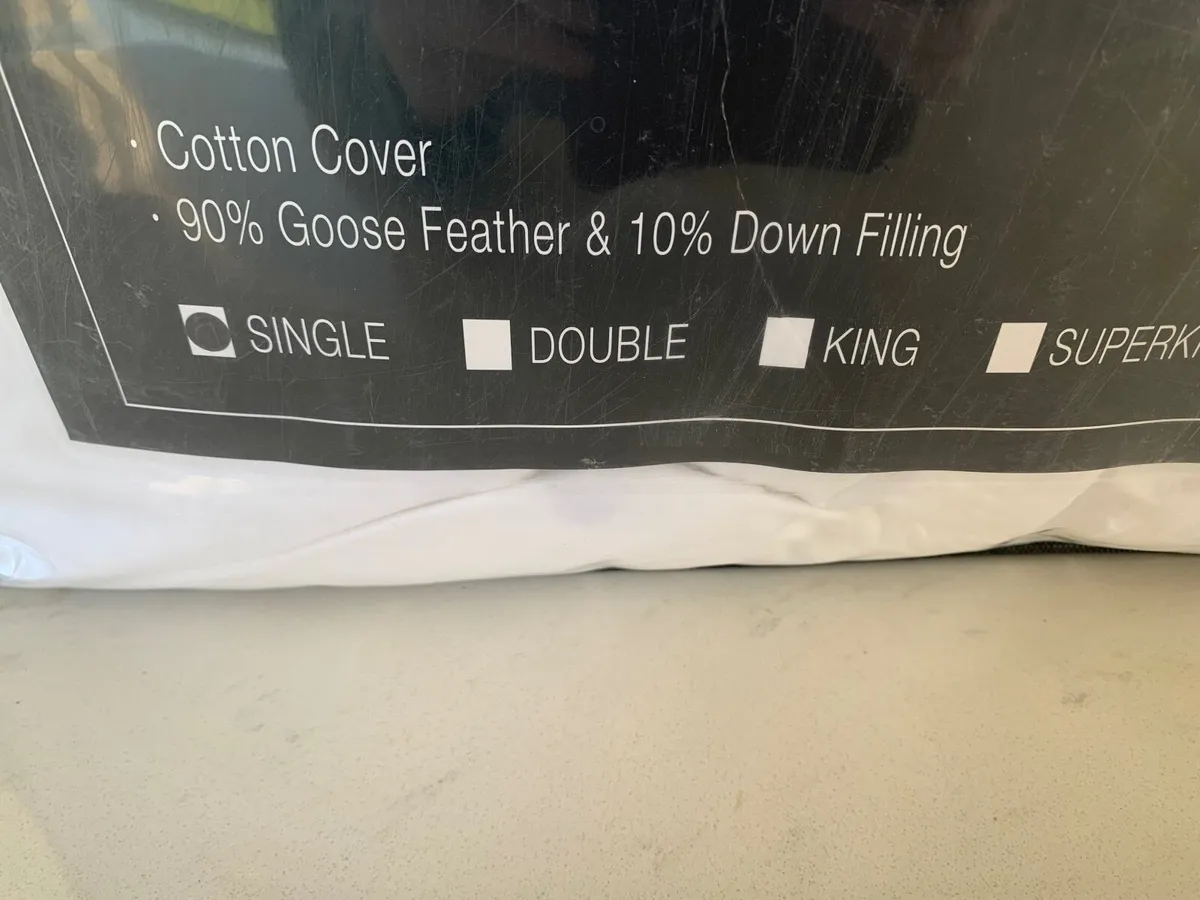 · Cotton Cover
· 90% Goose Feather & 10% Down Filling
SINGLE DOUBLE KING